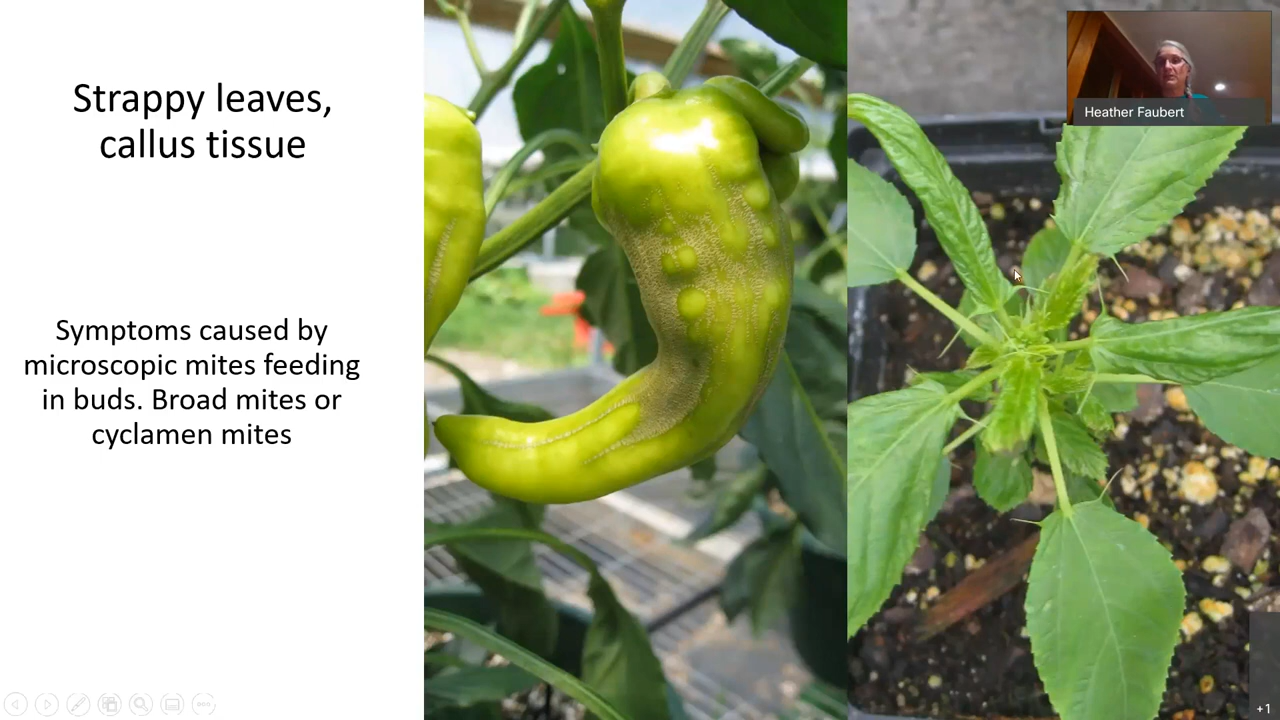 Strappy leaves,
callus tissue
Symptoms caused by
microscopic mites feeding
in buds. Broad mites or
cyclamen mites
Heather Faubert
+1